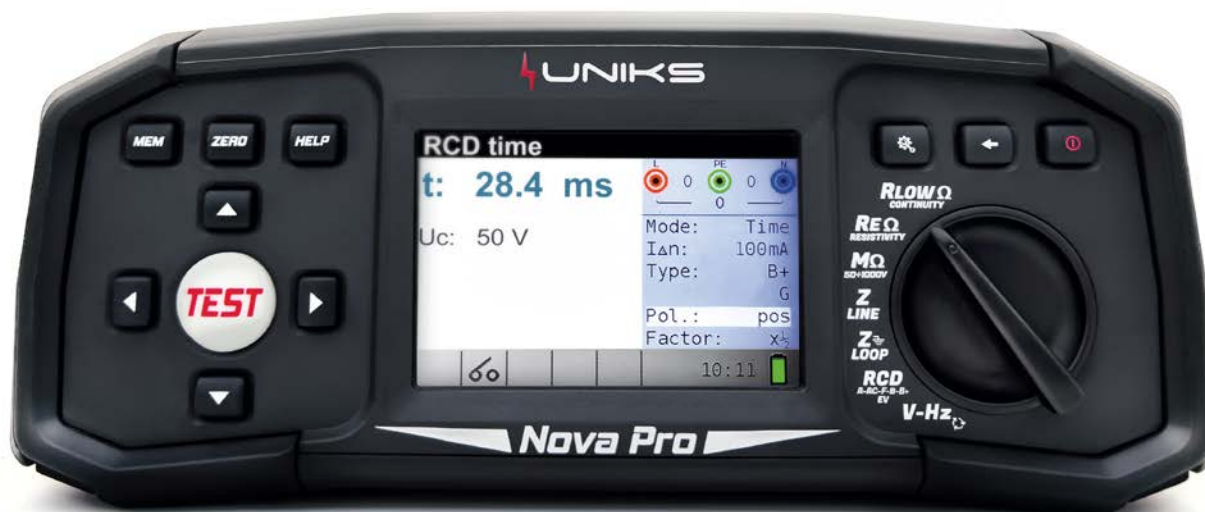 UNIKS
MEM
ZERO
HELP
TEST
RCD time
t: 28.4 ms
Uc: 50 V
L PE N
0 0
0
Mode: Time
I∆n: 100mA
Type: B+
G
Pol.: pos
Factor: x½
10:11
RLOW Ω
CONTINUITY
RE Ω
RESISTIVITY
MΩ
50÷1000V
Z
LINE
Z
LOOP
RCD
A-AC-F-B-B+
EV
V-Hz
Nova Pro